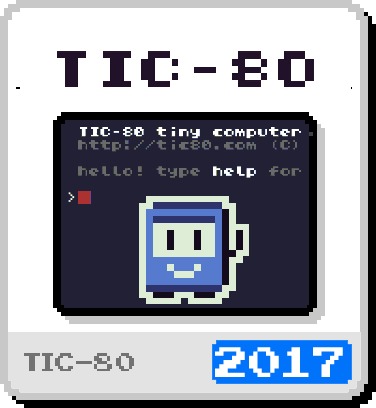 TIC-80
TIC-80 tiny computer
http://tic80.com (C)
hello! type help for
>
TIC-80 2017